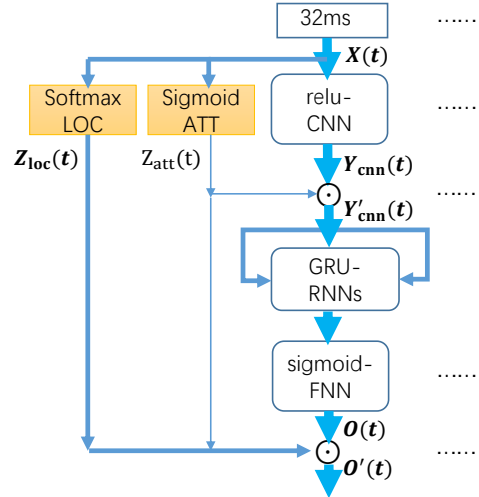 32ms
……
X(t)
Softmax
LOC
Sigmoid
ATT
relu-
CNN
……
Z_loc(t)
Z_att(t)
Y_cnn(t)
……
Y'_cnn(t)
GRU-
RNNs
……
sigmoid-
FNN
……
O(t)
……
O'(t)